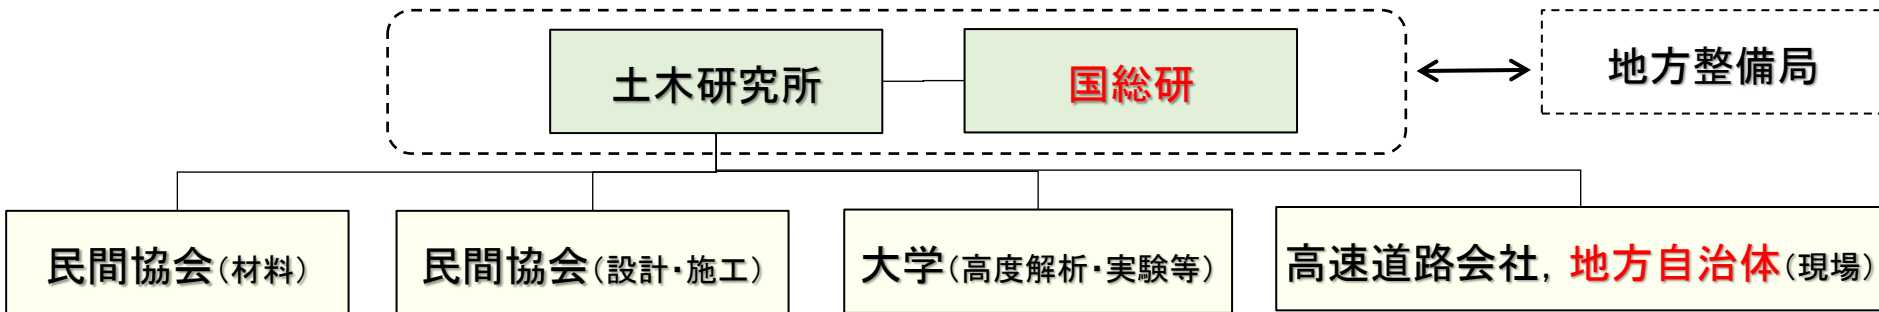 土木研究所
国総研
地方整備局
民間協会(材料)
民間協会(設計・施工)
大学(高度解析・実験等)
高速道路会社, 地方自治体(現場)